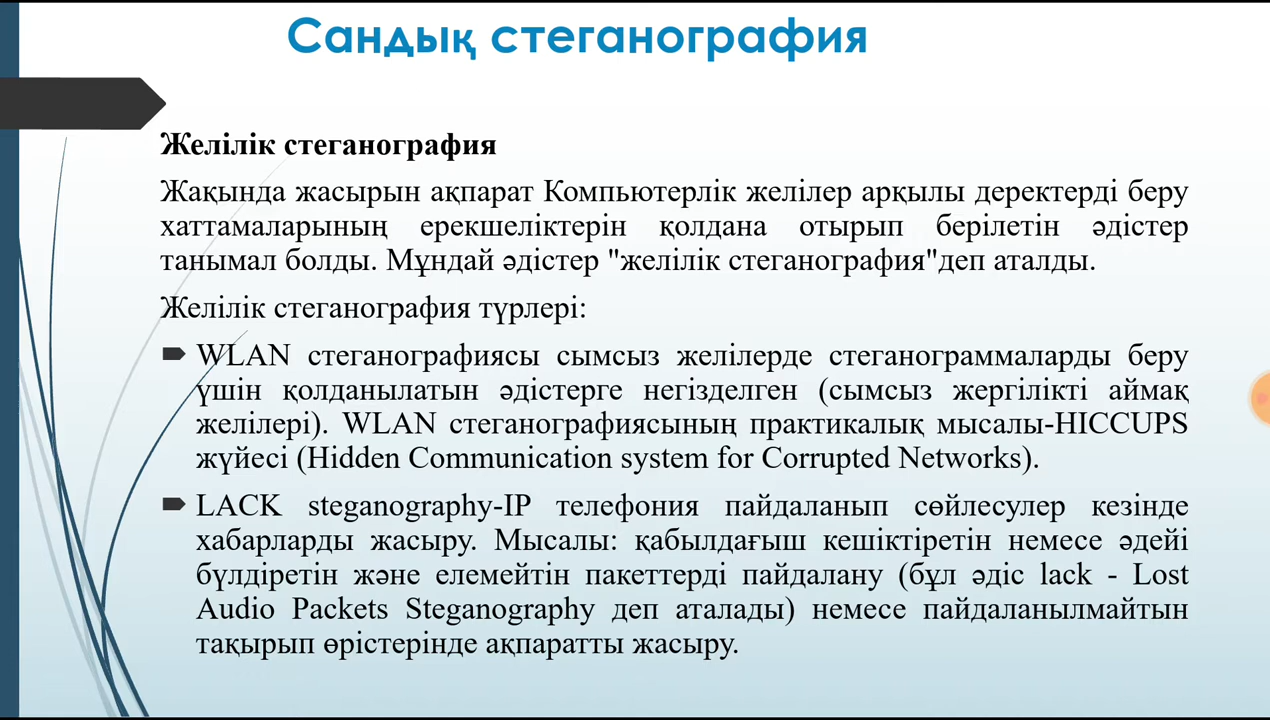 Сандық стеганография
Желілік стеганография
Жақында жасырын ақпарат Компьютерлік желілер арқылы деректерді беру
хаттамаларының ерекшеліктерін қолдана отырып берілетін әдістер
танымал болды. Мұндай әдістер "желілік стеганография"деп аталды.
Желілік стеганография түрлері:
WLAN стеганографиясы сымсыз желілерде стеганограммаларды беру
үшін қолданылатын әдістерге негізделген (сымсыз жергілікті аймақ
желілері). WLAN стеганографиясының практикалық мысалы-HICCUPS
жүйесі (Hidden Communication system for Corrupted Networks).
LACK steganography-IP телефония пайдаланып сөйлесулер кезінде
хабарларды жасыру. Мысалы: қабылдағыш кешіктіретін немесе әдейі
бүлдіретін және елемейтін пакеттерді пайдалану (бұл әдіс lack - Lost
Audio Packets Steganography деп аталады) немесе пайдаланылмайтын
тақырып өрістерінде ақпаратты жасыру.